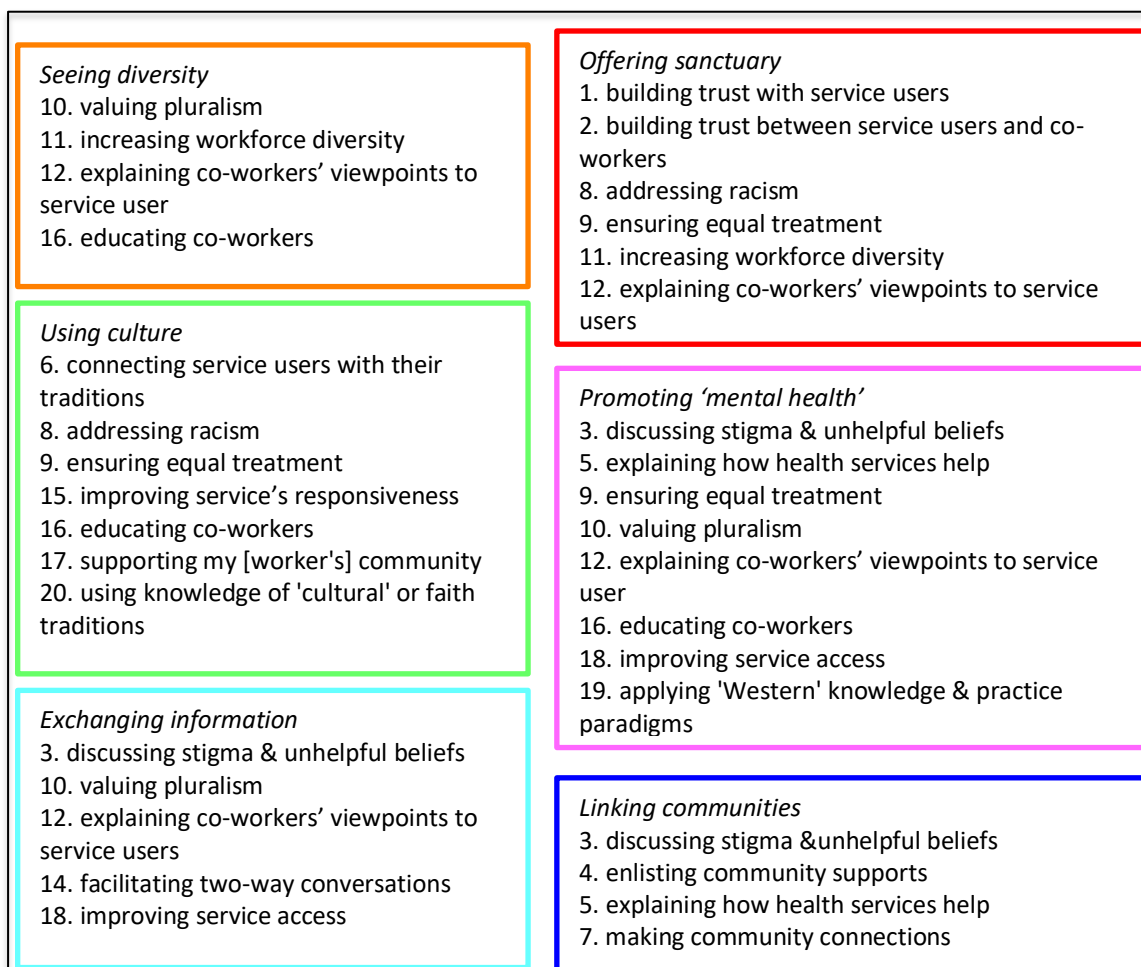 Seeing diversity
10. valuing pluralism
11. increasing workforce diversity
12. explaining co-workers’ viewpoints to
service user
16. educating co-workers
Using culture
6. connecting service users with their
traditions
8. addressing racism
9. ensuring equal treatment
15. improving service’s responsiveness
16. educating co-workers
17. supporting my [worker's] community
20. using knowledge of 'cultural' or faith
traditions
Exchanging information
3. discussing stigma & unhelpful beliefs
10. valuing pluralism
12. explaining co-workers’ viewpoints to
service users
14. facilitating two-way conversations
18. improving service access
Offering sanctuary
1. building trust with service users
2. building trust between service users and co-
workers
8. addressing racism
9. ensuring equal treatment
11. increasing workforce diversity
12. explaining co-workers’ viewpoints to service
users
Promoting ‘mental health’
3. discussing stigma & unhelpful beliefs
5. explaining how health services help
9. ensuring equal treatment
10. valuing pluralism
12. explaining co-workers’ viewpoints to service
user
16. educating co-workers
18. improving service access
19. applying 'Western' knowledge & practice
paradigms
Linking communities
3. discussing stigma &unhelpful beliefs
4. enlisting community supports
5. explaining how health services help
7. making community connections